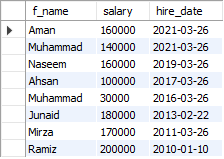 f_name salary hire_date
Aman 160000 2021-03-26
Muhammad 140000 2021-03-26
Naseem 160000 2019-03-26
Ahsan 100000 2017-03-26
Muhammad 30000 2016-03-26
Junaid 180000 2013-02-22
Mirza 170000 2011-03-26
Ramiz 200000 2010-01-10